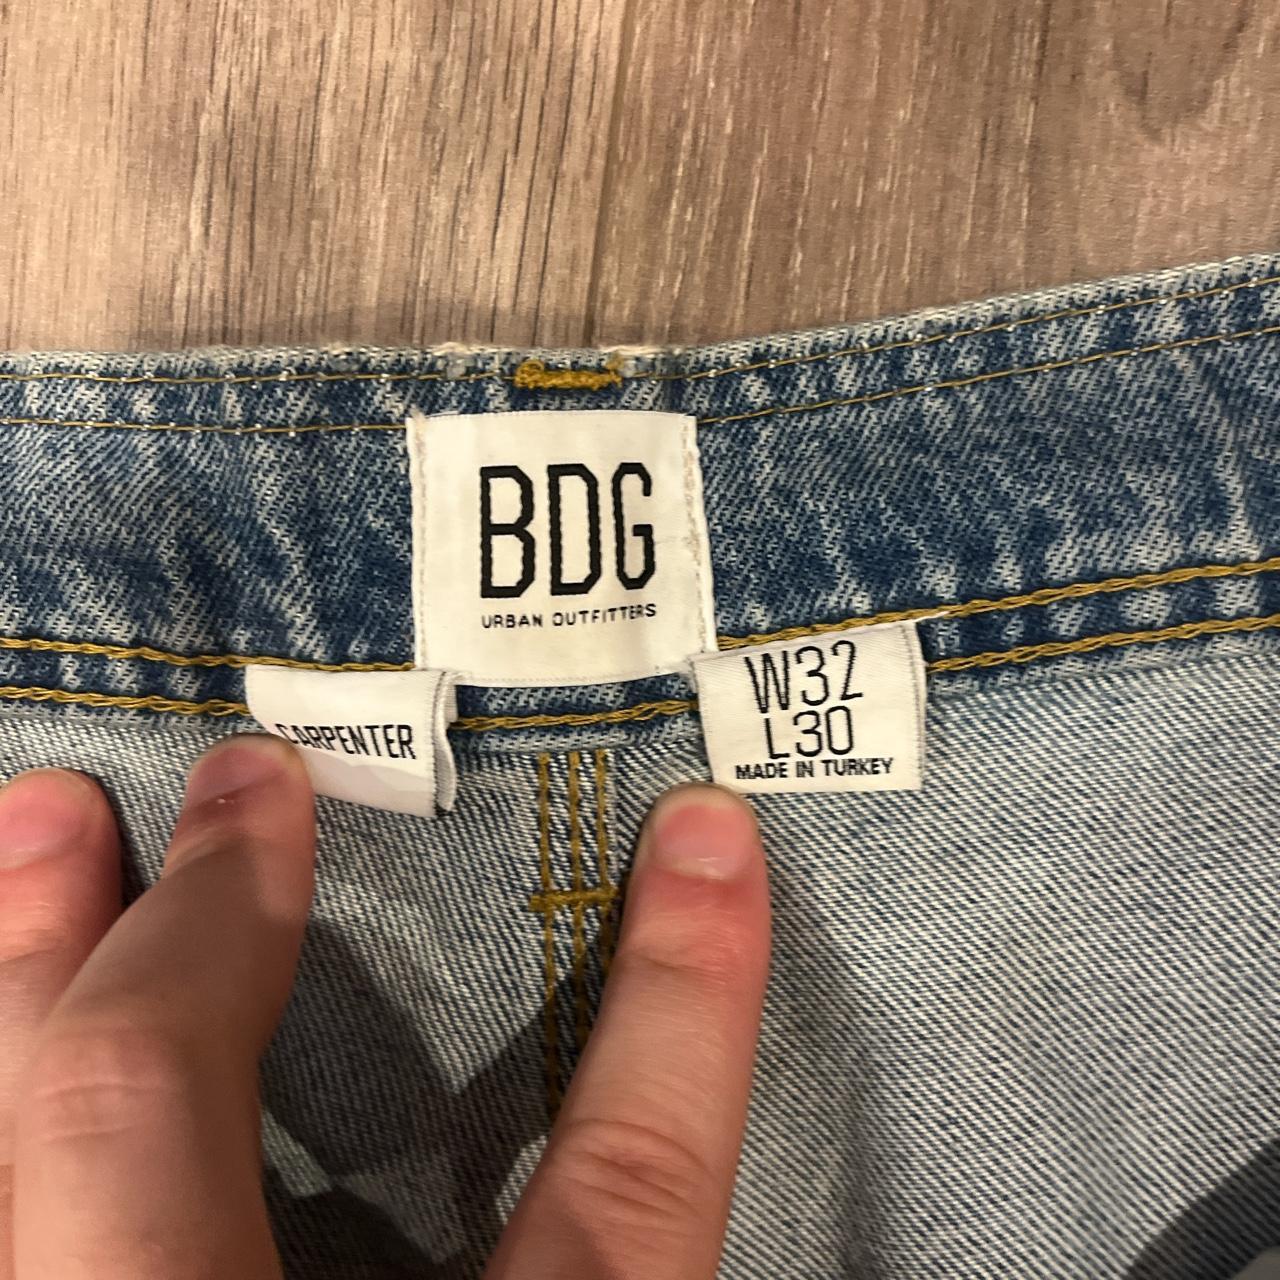 BDG
URBAN OUTFITTERS
CARPENTER
W32
L30
MADE IN TURKEY